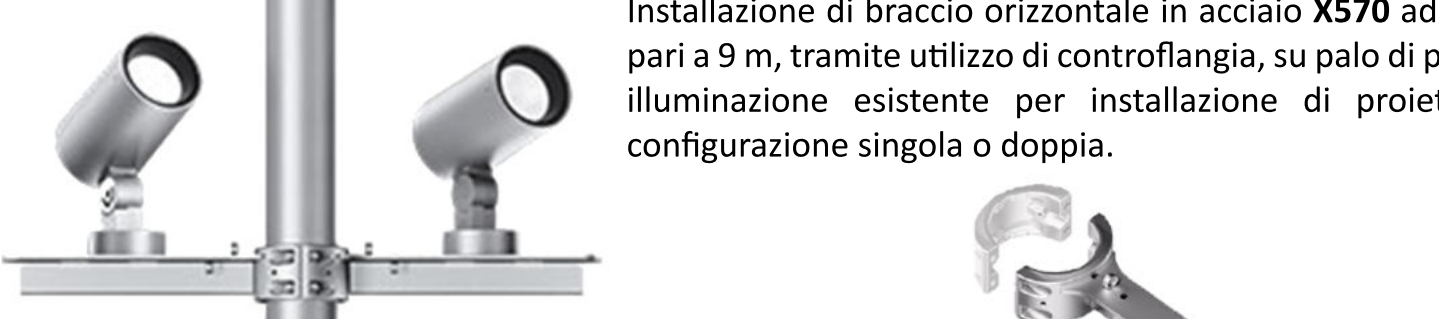 Installazione di braccio orizzontale in acciaio X570 ad
pari a 9 m, tramite utilizzo di controflangia, su palo di
illuminazione esistente per installazione di
configurazione singola o doppia.